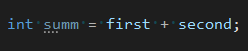 int summ = first + second;